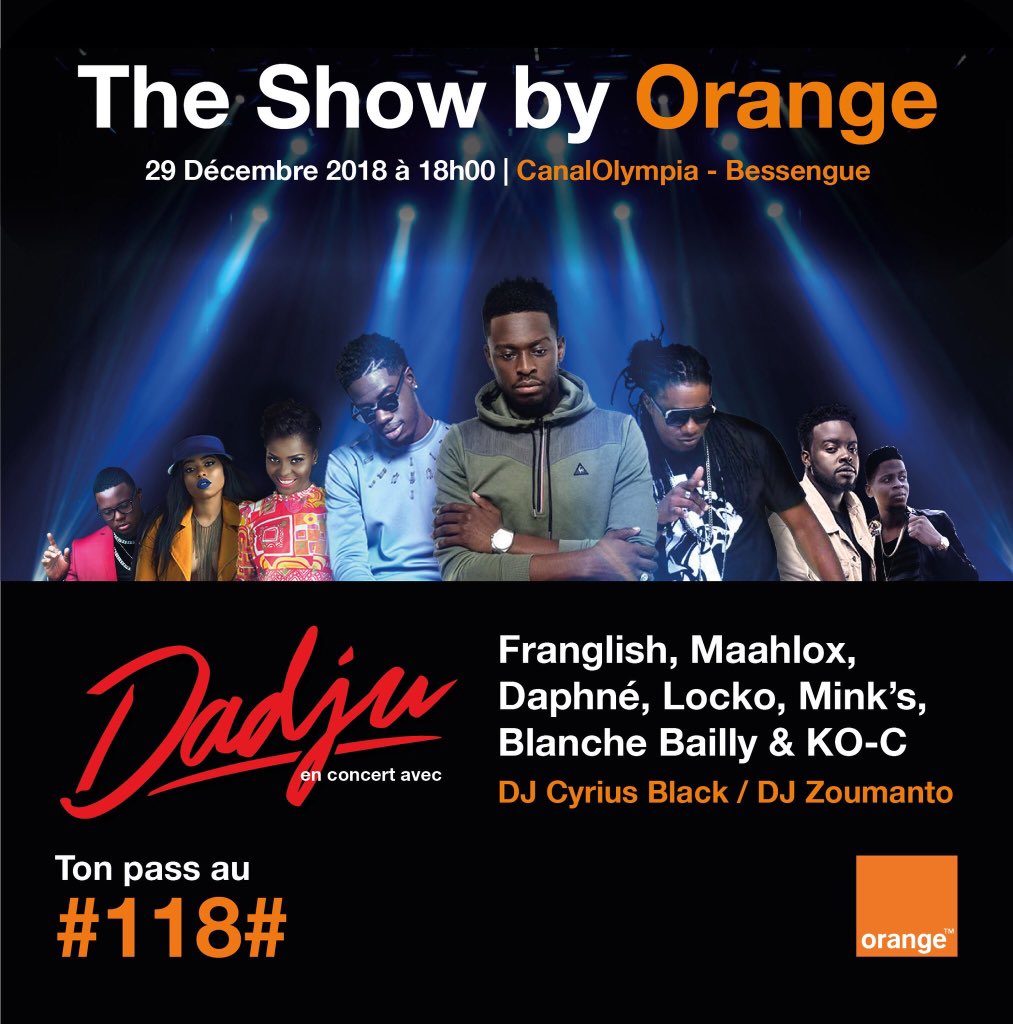 The Show by Orange
29 Décembre 2018 à 18h00 | CanalOlympia - Bessengue
Dadju
en concert avec
Franglish, Maahlox,
Daphné, Locko, Mink's,
Blanche Bailly & KO-C
DJ Cyrius Black / DJ Zoumanto
Ton pass au
#118#
orange™